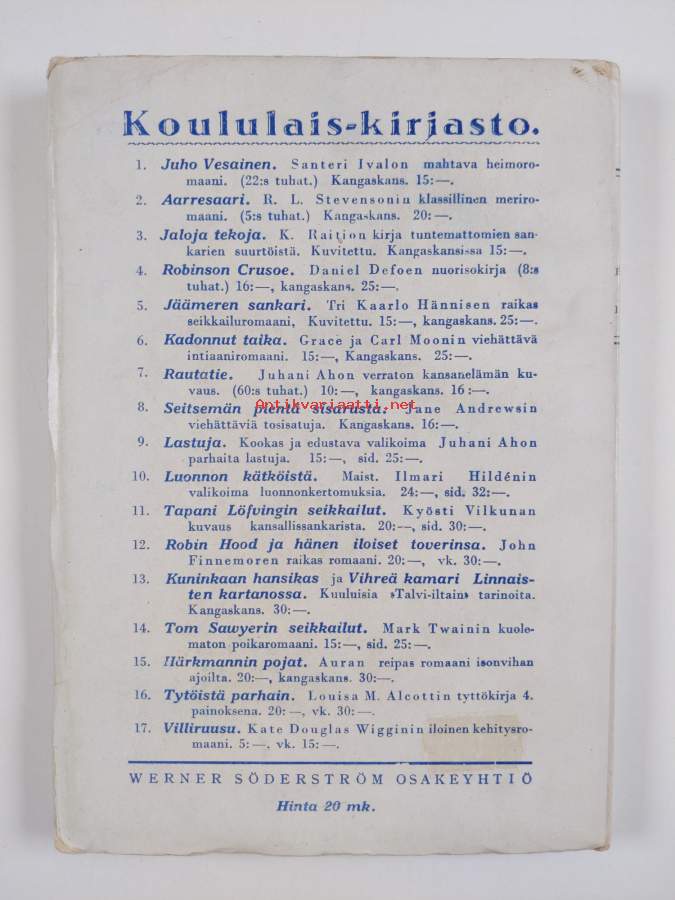 Koululais-kirjasto.
1. Juho Vesainen. Santeri Ivalon mahtava heimoro-
maani. (22:s tuhat.) Kangaskans. 15:—.
2. Aarresaari. R. L. Stevensonin klassillinen meriro-
maani. (5:s tuhat.) Kangaskans. 20:—.
3. Jaloja tekoja. K. Raition kirja tuntemattomien san-
karien suurtöistä. Kuvitettu. Kangaskansissa 15:—.
4. Robinson Crusoe. Daniel Defoen nuorisokirja (8:s
tuhat.) 16:—, kangaskans. 25:—.
5. Jäämeren sankari. Tri Kaarlo Hännisen raikas
seikkailuromaani, Kuvitettu. 15:—, kangaskans. 25:—.
6. Kadonnut taika. Grace ja Carl Moonin viehättävä
intiaaniromaani. 15:—, Kangaskans. 25:—.
7. Rautatie. Juhani Ahon verraton kansanelämän ku-
vaus. (60:s tuhat.) 10:—, kangaskans. 16:—.
Antikvariaatti.net
8. Seitsemän pientä sisarusta. Jane Andrewsin
viehättäviä tosisatuja. Kangaskans. 16:—.
9. Lastuja. Kookas ja edustava valikoima Juhani Ahon
parhaita lastuja. 15:—, sid. 25:—.
10. Luonnon kätköistä. Maist. Ilmari Hildénin
valikoima luonnonkertomuksia. 24:—, sid. 32:—.
11. Tapani Löfvingin seikkailut. Kyösti Vilkunan
kuvaus kansallissankarista. 20:—, sid. 30:—.
12. Robin Hood ja hänen iloiset toverinsa. John
Finnemoren raikas romaani. 20:—, vk. 30:—.
13. Kuninkaan hansikas ja Vihreä kamari Linnais-
ten kartanossa. Kuuluisia »Talvi-iltain» tarinoita.
Kangaskans. 30:—.
14. Tom Sawyerin seikkailut. Mark Twainin kuole-
maton poikaromaani. 15:—, sid. 25:—.
15. Härkmannin pojat. Auran reipas romaani isonvihan
ajoilta. 20:—, kangaskans. 30:—.
16. Tytöistä parhain. Louisa M. Alcottin tyttökirja 4.
painoksena. 20:—, vk. 30:—.
17. Villiruusu. Kate Douglas Wigginin iloinen kehitysro-
maani. 5:—, vk. 15:—.
WERNER SÖDERSTRÖM OSAKEYHTIÖ
Hinta 20 mk.